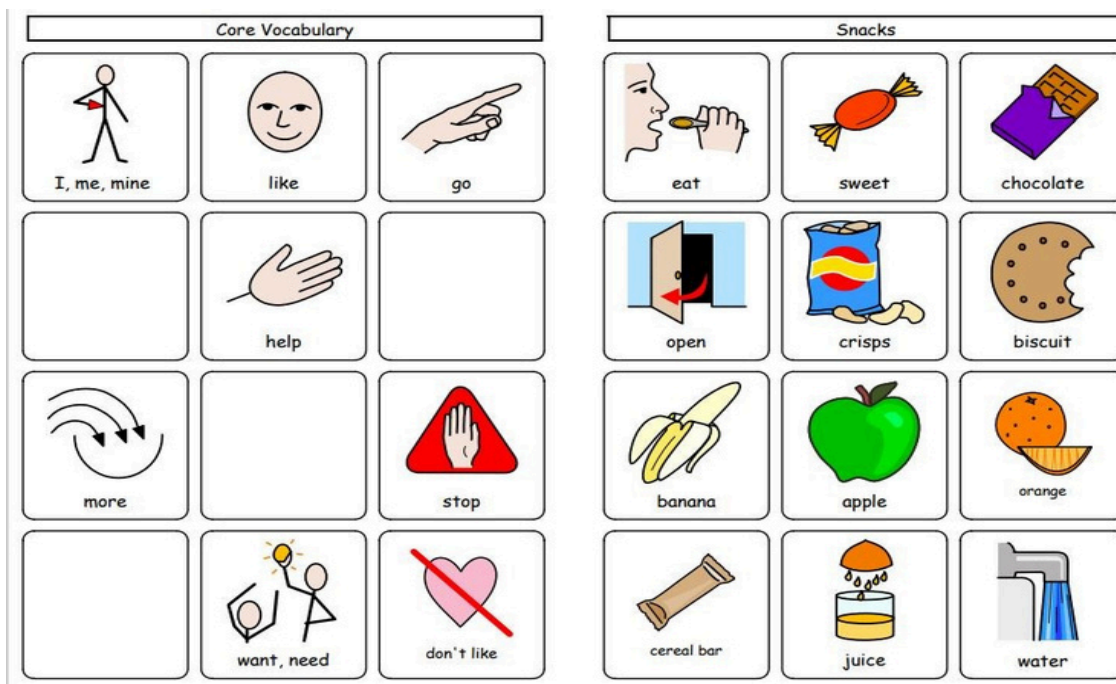 Core Vocabulary
I, me, mine
like
go
help
more
stop
want, need
don't like
Snacks
eat
sweet
chocolate
open
crisps
biscuit
banana
apple
orange
cereal bar
juice
water